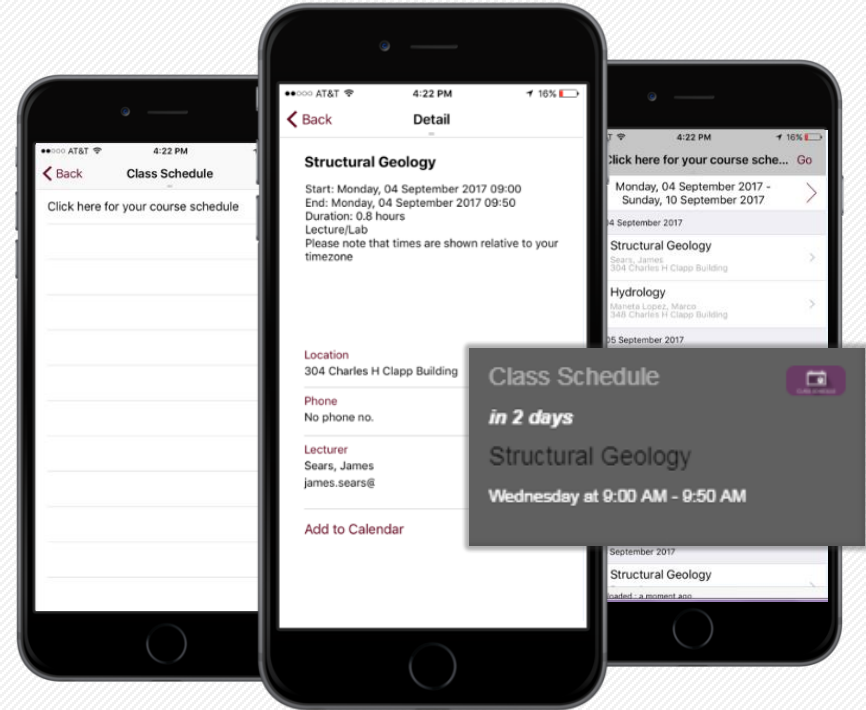 AT&T
4:22 PM
Back
Class Schedule
Click here for your course schedule
AT&T
4:22 PM
16%
Back
Detail
Structural Geology
Start: Monday, 04 September 2017 09:00
End: Monday, 04 September 2017 09:50
Duration: 0.8 hours
Lecture/Lab
Please note that times are shown relative to your
timezone
Location
304 Charles H Clapp Building
Phone
No phone no.
Lecturer
Sears, James
james.sears@
Add to Calendar
4:22 PM
16%
Click here for your course sche...
Go
Monday, 04 September 2017 -
Sunday, 10 September 2017
04 September 2017
Structural Geology
Sears, James
304 Charles H Clapp Building
Hydrology
Maneta Lopez, Marco
348 Charles H Clapp Building
05 September 2017
Class Schedule
in 2 days
Structural Geology
Wednesday at 9:00 AM - 9:50 AM
September 2017
Structural Geology
a moment ago